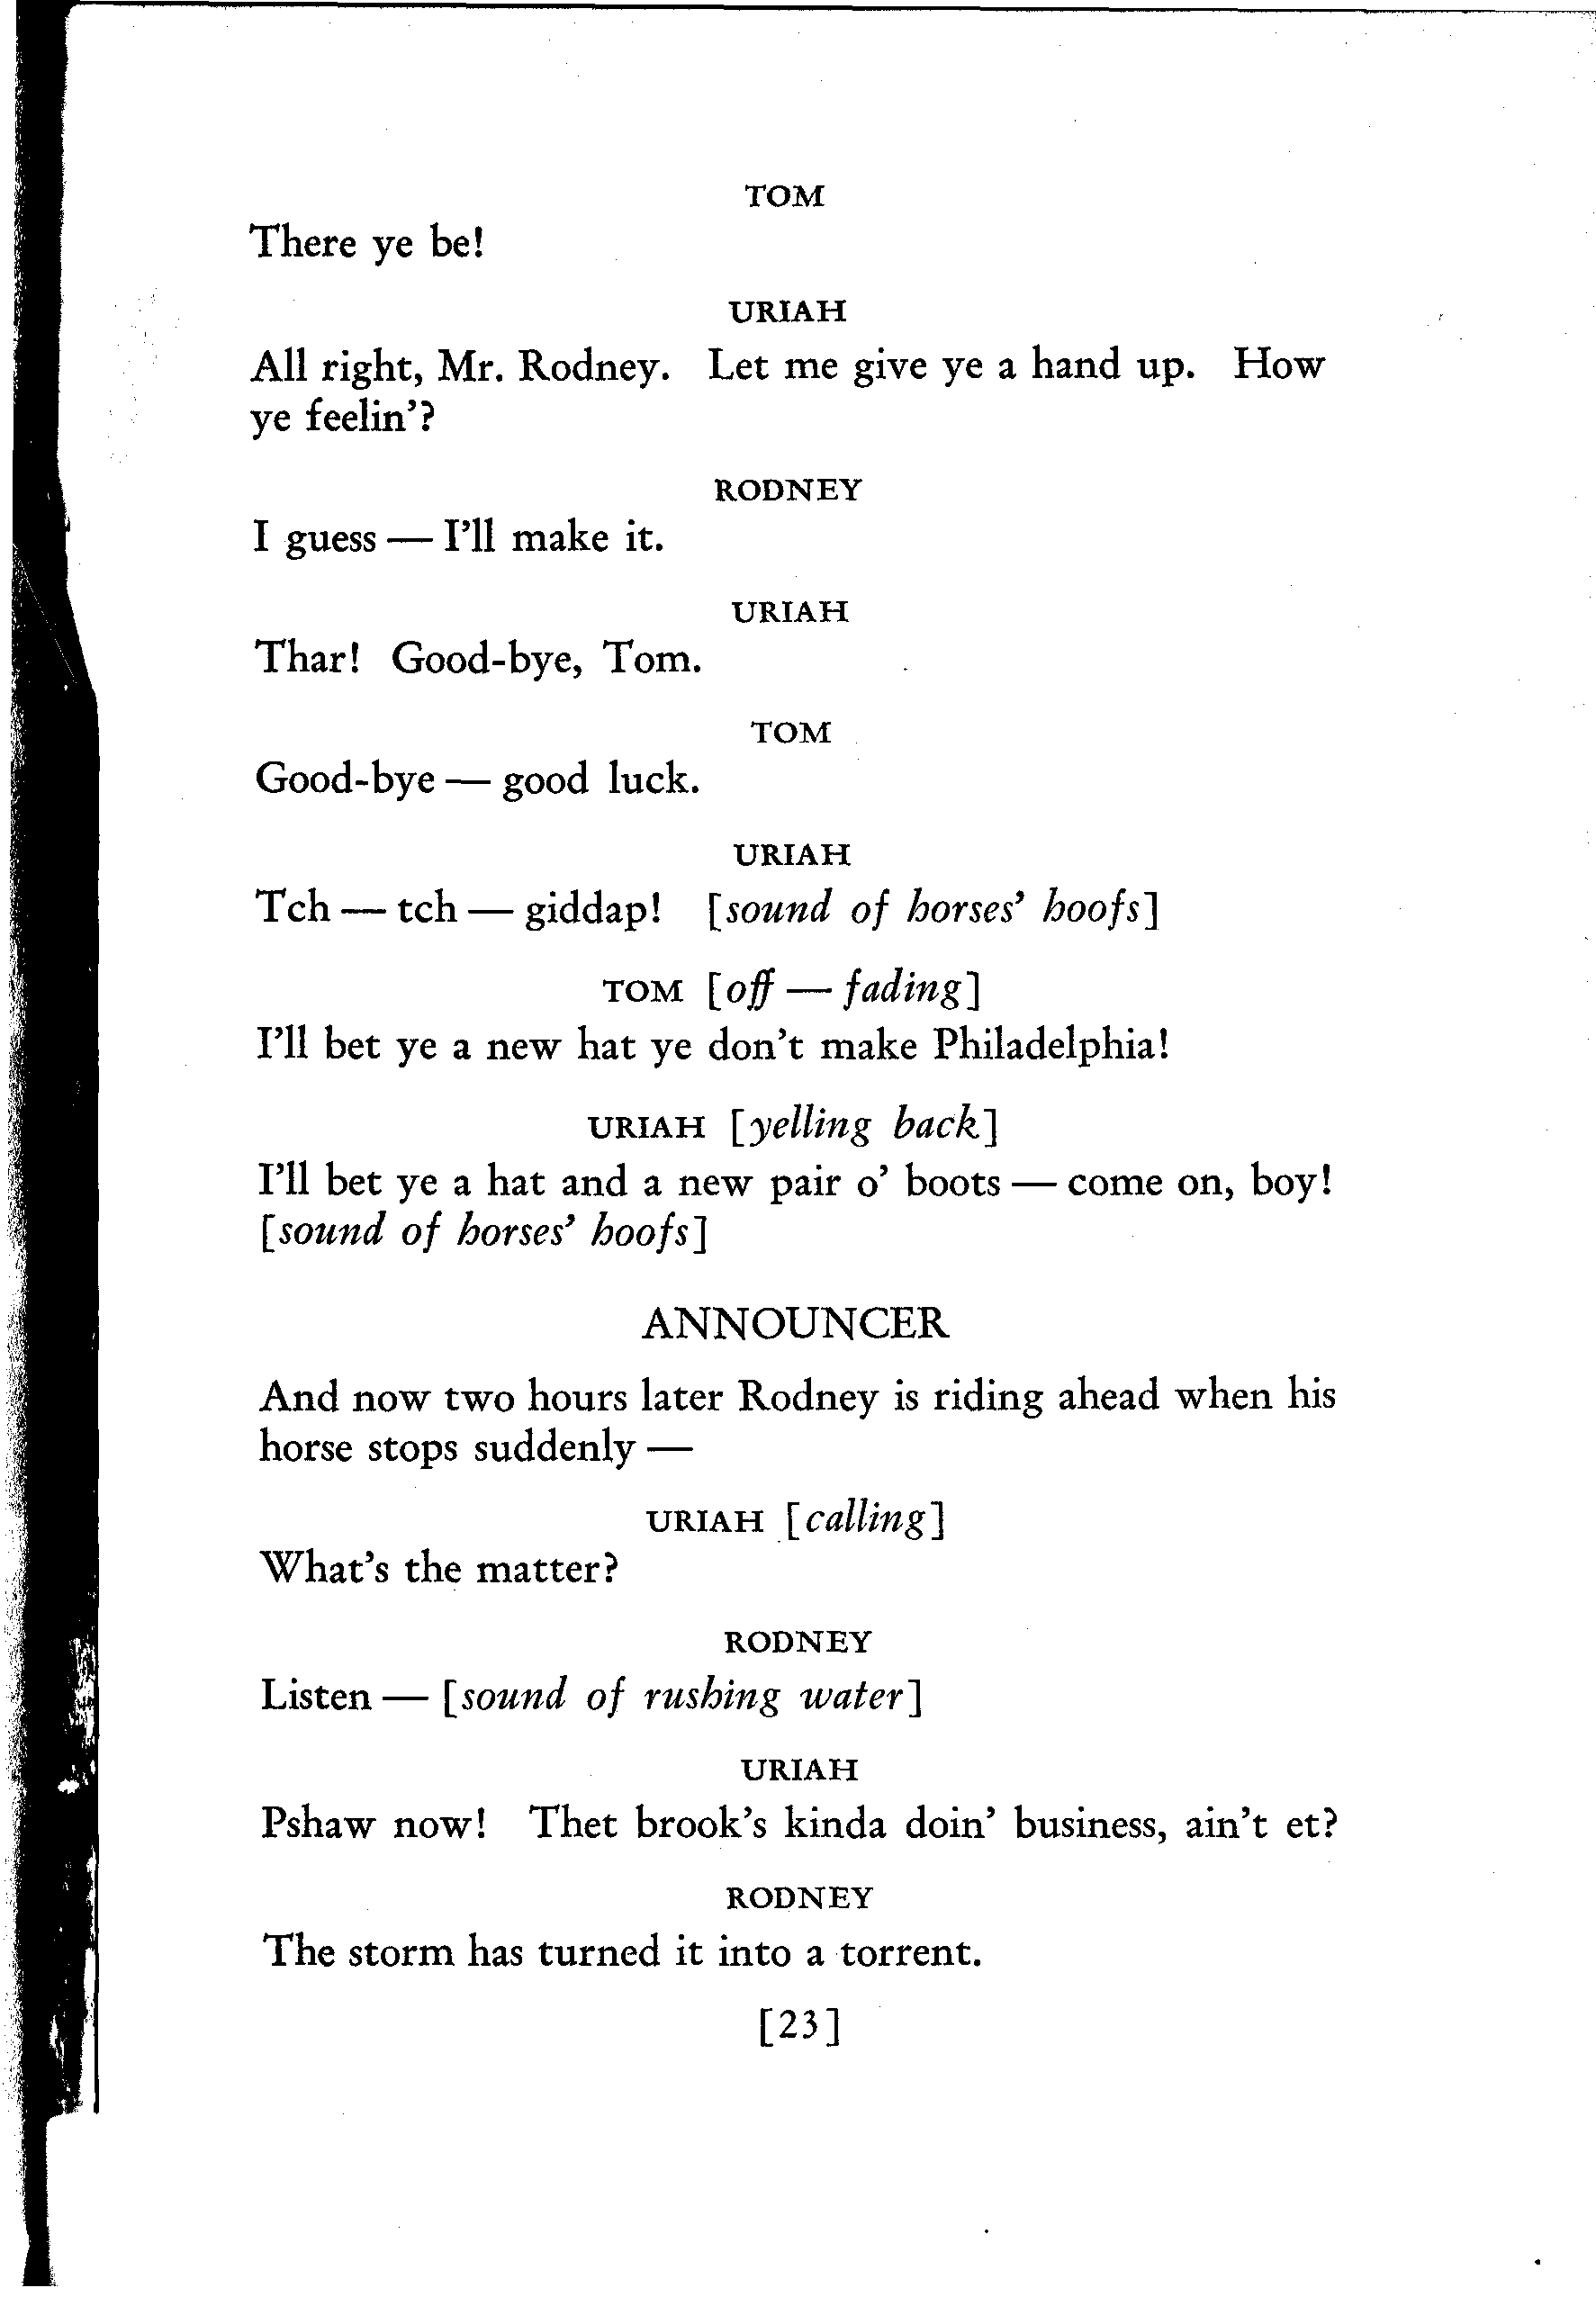 TOM
There ye be!
URIAH
All right, Mr. Rodney. Let me give ye a hand up. How
ye feelin'?
RODNEY
I guess — I'll make it.
URIAH
Thar! Good-bye, Tom.
TOM
Good-bye — good luck.
URIAH
Tch — tch — giddap! [sound of horses' hoofs]
TOM [off — fading]
I'll bet ye a new hat ye don't make Philadelphia!
URIAH [yelling back]
I'll bet ye a hat and a new pair o' boots — come on, boy!
[sound of horses' hoofs]
ANNOUNCER
And now two hours later Rodney is riding ahead when his
horse stops suddenly —
URIAH [calling]
What's the matter?
RODNEY
Listen — [sound of rushing water]
URIAH
Pshaw now! Thet brook's kinda doin' business, ain't et?
RODNEY
The storm has turned it into a torrent.
[23]